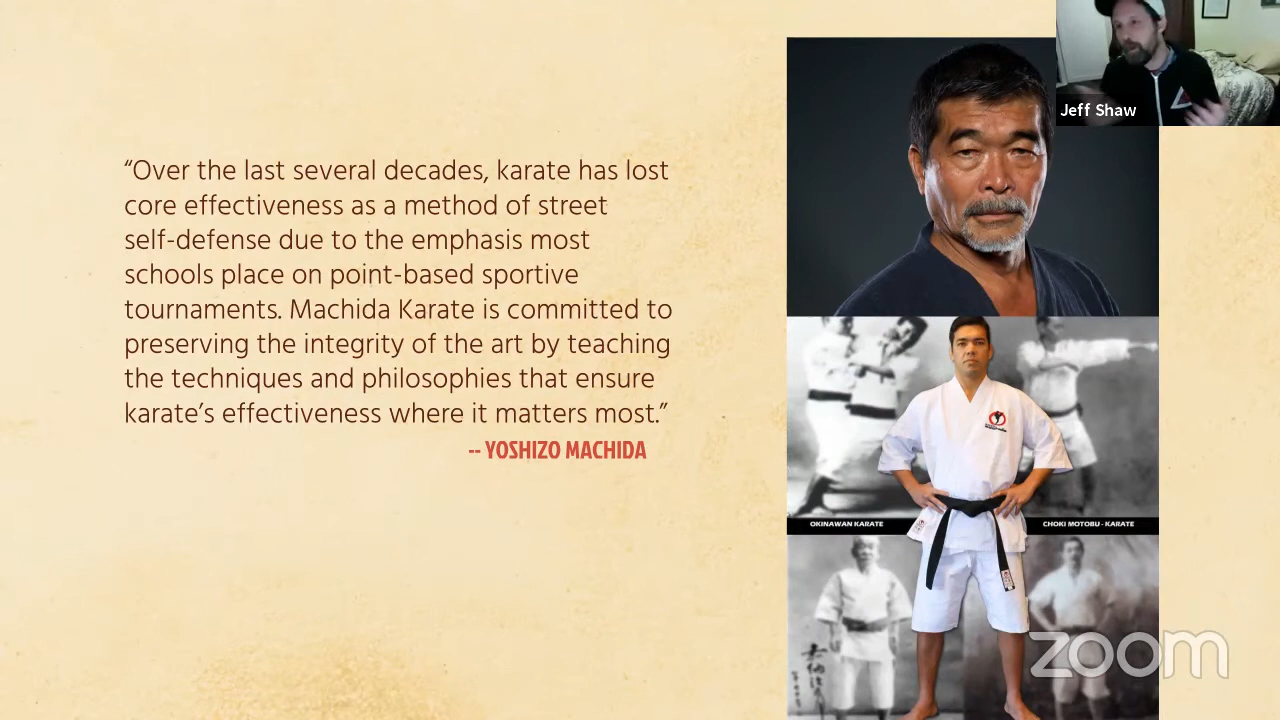 “Over the last several decades, karate has lost
core effectiveness as a method of street
self-defense due to the emphasis most
schools place on point-based sportive
tournaments. Machida Karate is committed to
preserving the integrity of the art by teaching
the techniques and philosophies that ensure
karate’s effectiveness where it matters most.”
-- YOSHIZO MACHIDA
Jeff Shaw
OKINAWAN KARATE
CHOKI MOTOBU - KARATE
zoom